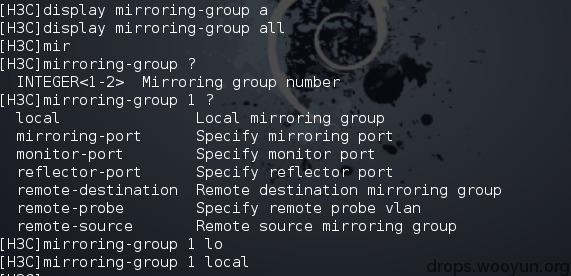 [H3C]display mirroring-group a
[H3C]display mirroring-group all
[H3C]mir
[H3C]mirroring-group ?
INTEGER<1-2> Mirroring group number
[H3C]mirroring-group 1 ?
local Local mirroring group
mirroring-port Specify mirroring port
monitor-port Specify monitor port
reflector-port Specify reflector port
remote-destination Remote destination mirroring group
remote-probe Specify remote probe vlan
remote-source Remote source mirroring group
[H3C]mirroring-group 1 lo
[H3C]mirroring-group 1 local
drops.wooyun.org